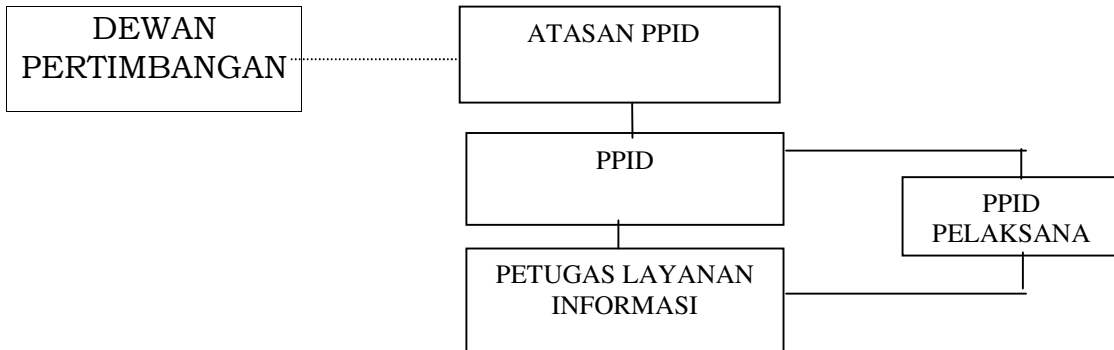 DEWAN
PERTIMBANGAN
ATASAN PPID
PPID
PPID
PELAKSANA
PETUGAS LAYANAN
INFORMASI